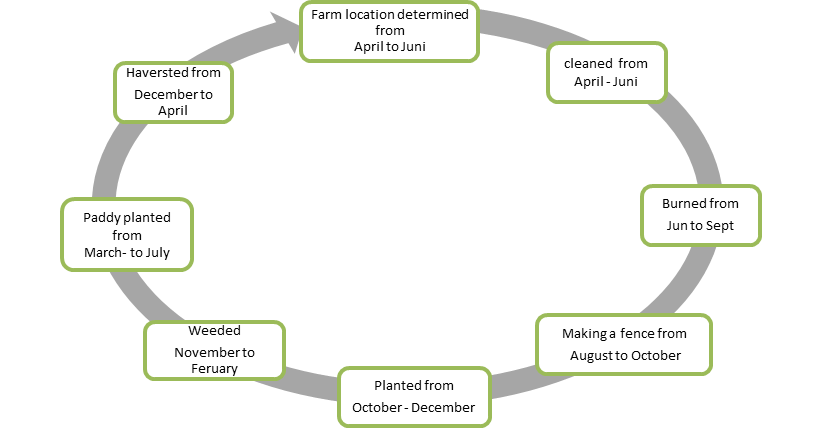 Farm location determined
from
April to Juni
cleaned from
April - Juni
Burned from
Jun to Sept
Making a fence from
August to October
Planted from
October - December
Weeded
November to
Feruary
Paddy planted
from
March- to July
Haversted from
December to
April